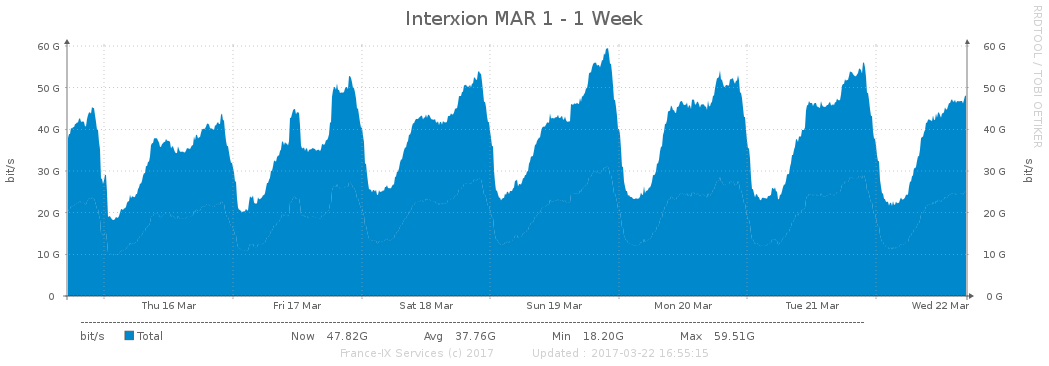 Interxion MAR 1 - 1 Week
RRDTOOL / TOBI OETIKER
60 G 60 G
50 G 50 G
40 G 40 G
30 G 30 G
20 G 20 G
10 G 10 G
0 0 G
bit/s bit/s
Thu 16 Mar Fri 17 Mar Sat 18 Mar Sun 19 Mar Mon 20 Mar Tue 21 Mar Wed 22 Mar
bit/s Total Now 47.82G Avg 37.76G Min 18.20G Max 59.51G
France-IX Services (c) 2017 Updated : 2017-03-22 16:55:15